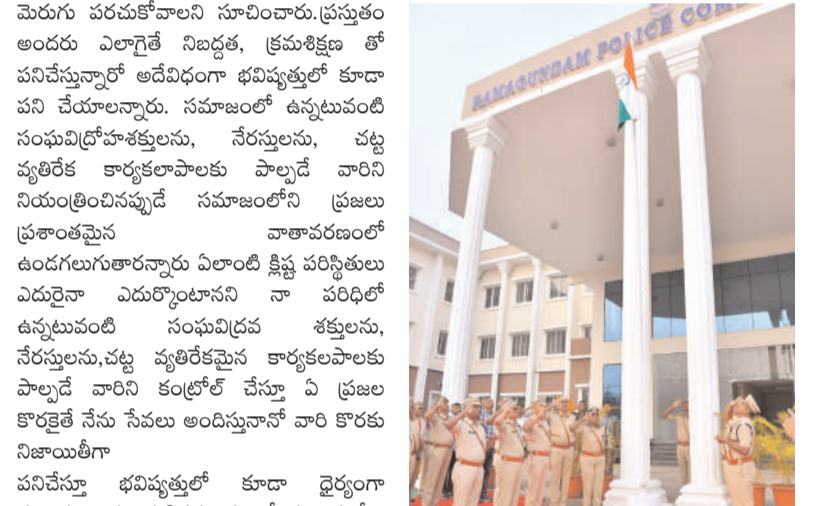 మెరుగు పరచుకోవాలని సూచించారు.ప్రస్తుతం
అందరు ఎలాగైతే నిబద్దత, క్రమశిక్షణ తో
పనిచేస్తున్నారో అదేవిధంగా భవిష్యత్తులో కూడా
పని చేయాలన్నారు. సమాజంలో ఉన్నటువంటి
సంఘవిద్రోహశక్తులను, నేరస్తులను, చట్ట
వ్యతిరేక కార్యకలాపాలకు పాల్పడే వారిని
నియంత్రించినప్పుడే సమాజంలోని ప్రజలు
ప్రశాంతమైన వాతావరణంలో
ఉండగలుగుతారన్నారు ఏలాంటి క్లిష్ట పరిస్థితులు
ఎదురైనా ఎదుర్కొంటానని నా పరిధిలో
ఉన్నటువంటి సంఘవిద్రవ శక్తులను,
నేరస్తులను,చట్ట వ్యతిరేకమైన కార్యకలపాలకు
పాల్పడే వారిని కంట్రోల్ చేస్తూ ఏ ప్రజల
కొరకైతే నేను సేవలు అందిస్తునానో వారి కొరకు
నిజాయితీగా
పనిచేస్తూ భవిష్యత్తులో కూడా ధైర్యంగా
RAMAGUNDAM POLICE COM